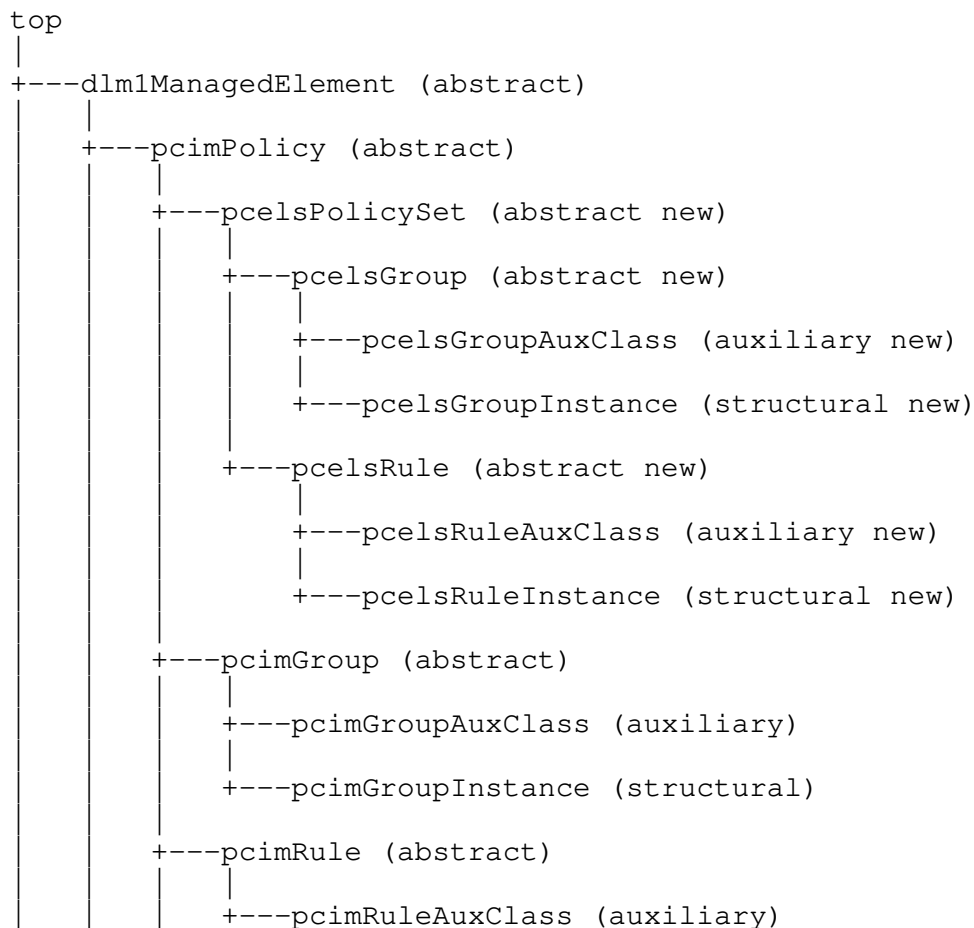 top
|
+---dlm1ManagedElement (abstract)
|   |
|   +---pcimPolicy (abstract)
|   |   |
|   |   +---pcelsPolicySet (abstract new)
|   |   |   |
|   |   |   +---pcelsGroup (abstract new)
|   |   |   |   |
|   |   |   |   +---pcelsGroupAuxClass (auxiliary new)
|   |   |   |   |
|   |   |   |   +---pcelsGroupInstance (structural new)
|   |   |   |
|   |   |   +---pcelsRule (abstract new)
|   |   |       |
|   |   |       +---pcelsRuleAuxClass (auxiliary new)
|   |   |       |
|   |   |       +---pcelsRuleInstance (structural new)
|   |   |
|   |   +---pcimGroup (abstract)
|   |   |   |
|   |   |   +---pcimGroupAuxClass (auxiliary)
|   |   |   |
|   |   |   +---pcimGroupInstance (structural)
|   |   |
|   |   +---pcimRule (abstract)
|   |   |   |
|   |   |   +---pcimRuleAuxClass (auxiliary)